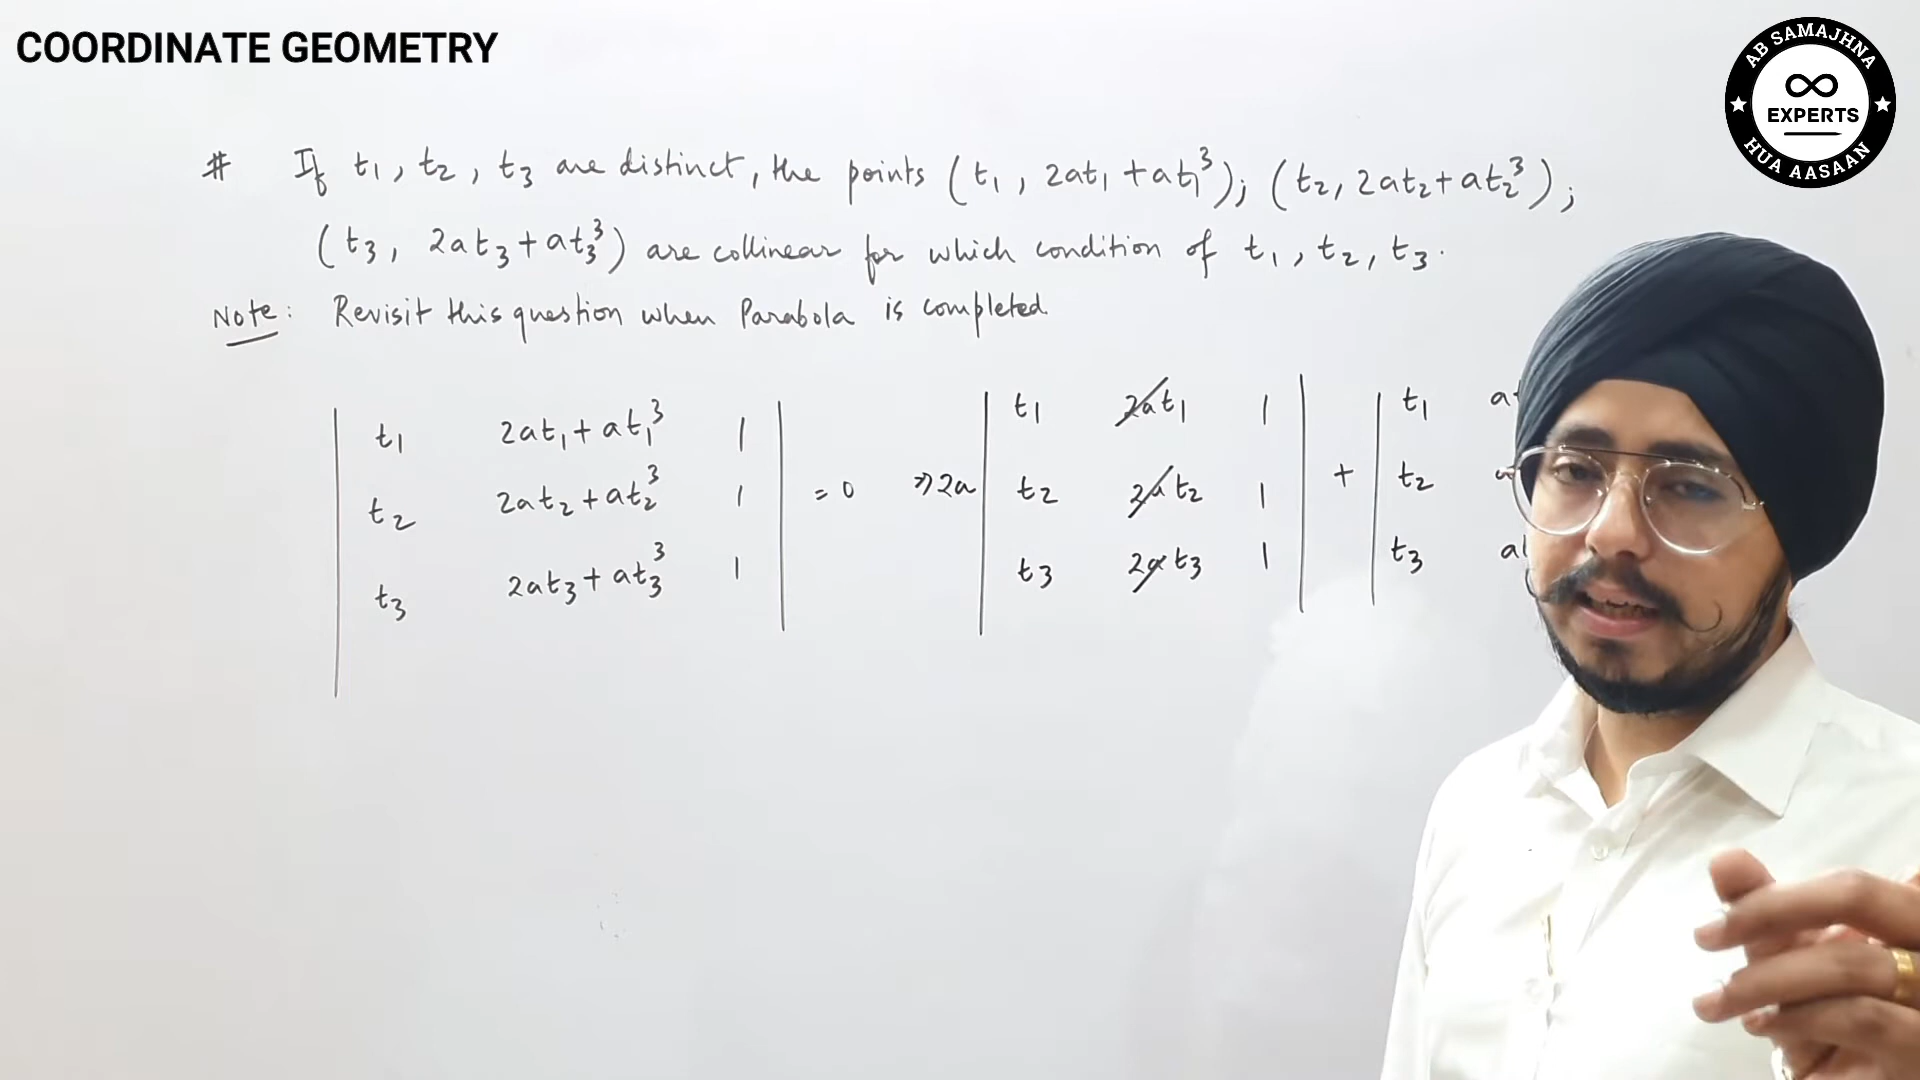 COORDINATE GEOMETRY
AB SAMAJHNA
∞
EXPERTS
HUA AASAAN
# If t₁, t₂, t₃ are distinct, the points (t₁, 2at₁ + at₁³); (t₂, 2at₂ + at₂³);
(t₃, 2at₃ + at₃³) are collinear for which condition of t₁, t₂, t₃.
Note: Revisit this question when Parabola is completed
| t₁ 2at₁ + at₁³ 1 | | t₁ 2at₁ 1 | | t₁
| t₂ 2at₂ + at₂³ 1 | = 0 ⇒ 2a | t₂ 2at₂ 1 | + | t₂
| t₃ 2at₃ + at₃³ 1 | | t₃ 2at₃ 1 | | t₃